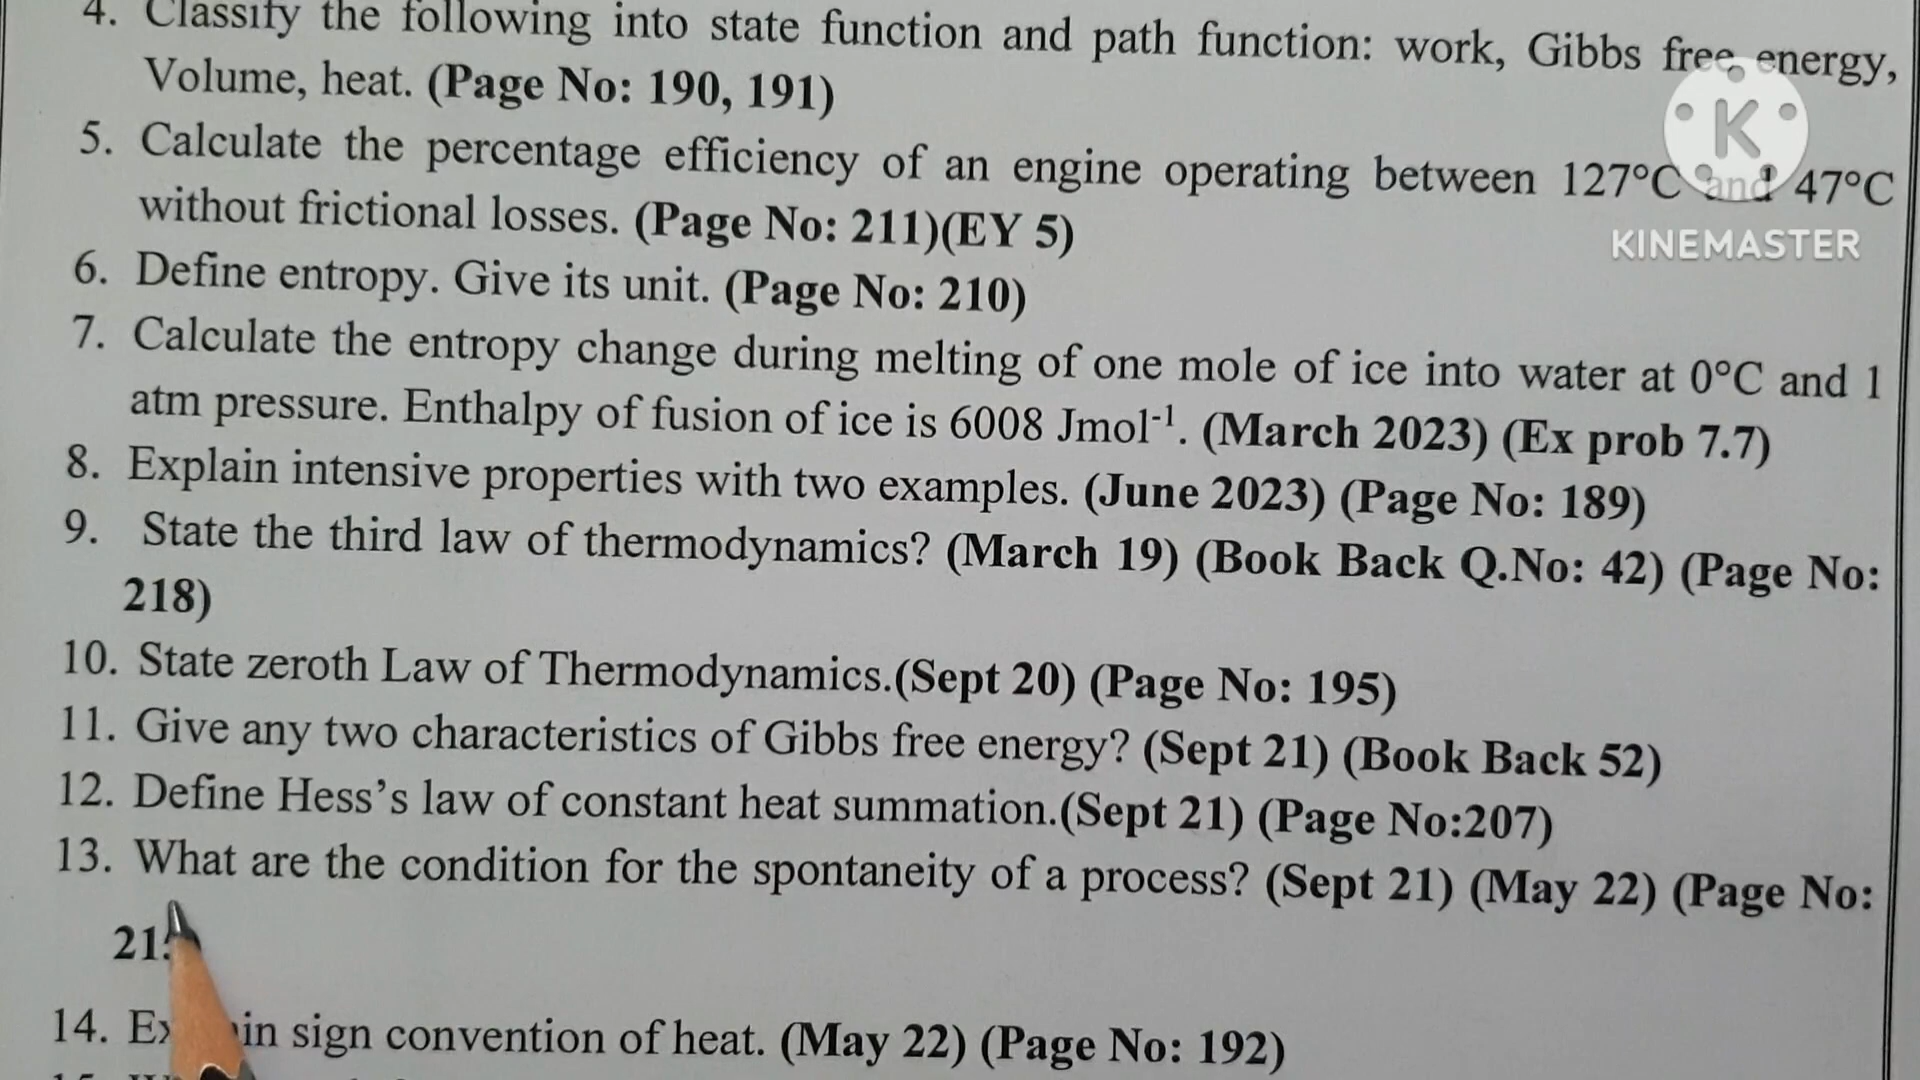 4. Classify the following into state function and path function: work, Gibbs free energy,
Volume, heat. (Page No: 190, 191)
5. Calculate the percentage efficiency of an engine operating between 127°C and 47°C
without frictional losses. (Page No: 211)(EY 5)
6. Define entropy. Give its unit. (Page No: 210)
7. Calculate the entropy change during melting of one mole of ice into water at 0°C and 1
atm pressure. Enthalpy of fusion of ice is 6008 Jmol⁻¹. (March 2023) (Ex prob 7.7)
8. Explain intensive properties with two examples. (June 2023) (Page No: 189)
9. State the third law of thermodynamics? (March 19) (Book Back Q.No: 42) (Page No:
218)
10. State zeroth Law of Thermodynamics.(Sept 20) (Page No: 195)
11. Give any two characteristics of Gibbs free energy? (Sept 21) (Book Back 52)
12. Define Hess's law of constant heat summation.(Sept 21) (Page No:207)
13. What are the condition for the spontaneity of a process? (Sept 21) (May 22) (Page No:
14. sign convention of heat. (May 22) (Page No: 192)
K
KINEMASTER